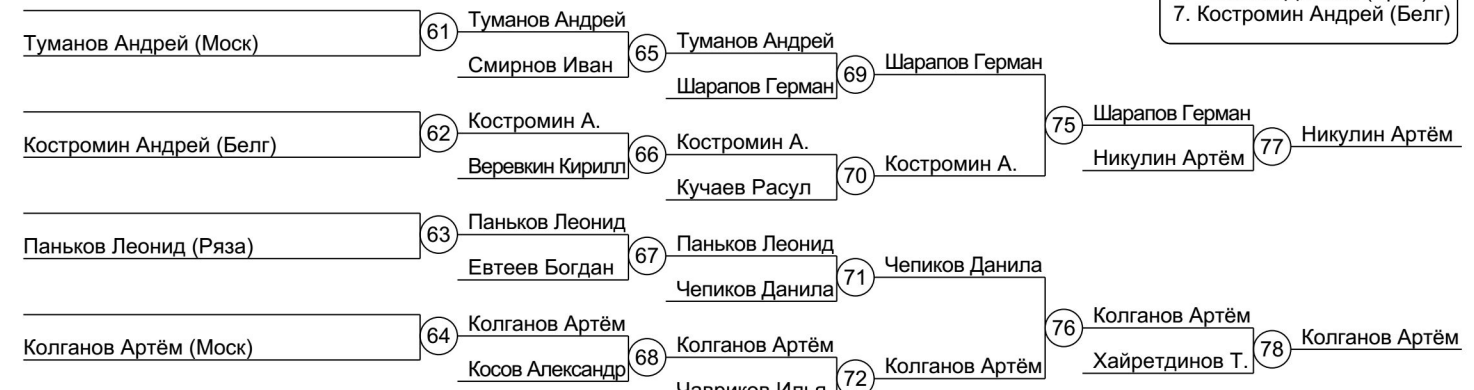 7. Костромин Андрей (Белг)
61
Туманов Андрей
Туманов Андрей (Моск)
Смирнов Иван
65
Туманов Андрей
Шарапов Герман
69
Шарапов Герман
Костромин Андрей (Белг)
62
Костромин А.
Веревкин Кирилл
66
Костромин А.
Кучаев Расул
70
Костромин А.
75
Шарапов Герман
Никулин Артём
77
Никулин Артём
Паньков Леонид (Ряза)
63
Паньков Леонид
Евтеев Богдан
67
Паньков Леонид
Чепиков Данила
71
Чепиков Данила
Колганов Артём (Моск)
64
Колганов Артём
Косов Александр
68
Колганов Артём
Чавриков Илья
72
Колганов Артём
76
Колганов Артём
Хайретдинов Т.
78
Колганов Артём